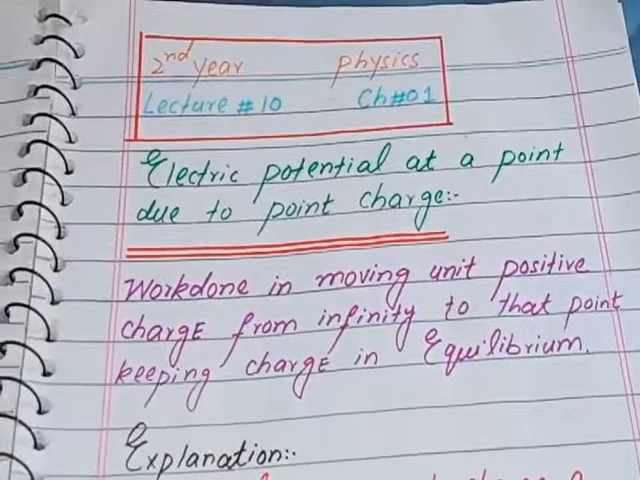 2nd year Physics
Lecture #10 Ch#01
Electric potential at a point
due to point charge:-
Workdone in moving unit positive
chargE from infinity to that point
keeping chargE in Equilibrium.
Explanation:-